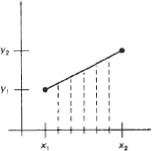 y₂
y₁
x₁ x₂